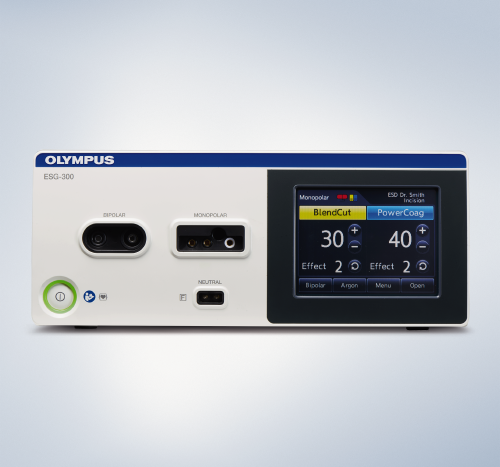 OLYMPUS
ESG-300
BIPOLAR
MONOPOLAR
NEUTRAL
Monopolar
ESD Dr. Smith
Incision
BlendCut
PowerCoag
30 + −
40 + −
Effect 2
Effect 2
Bipolar
Argon
Menu
Open